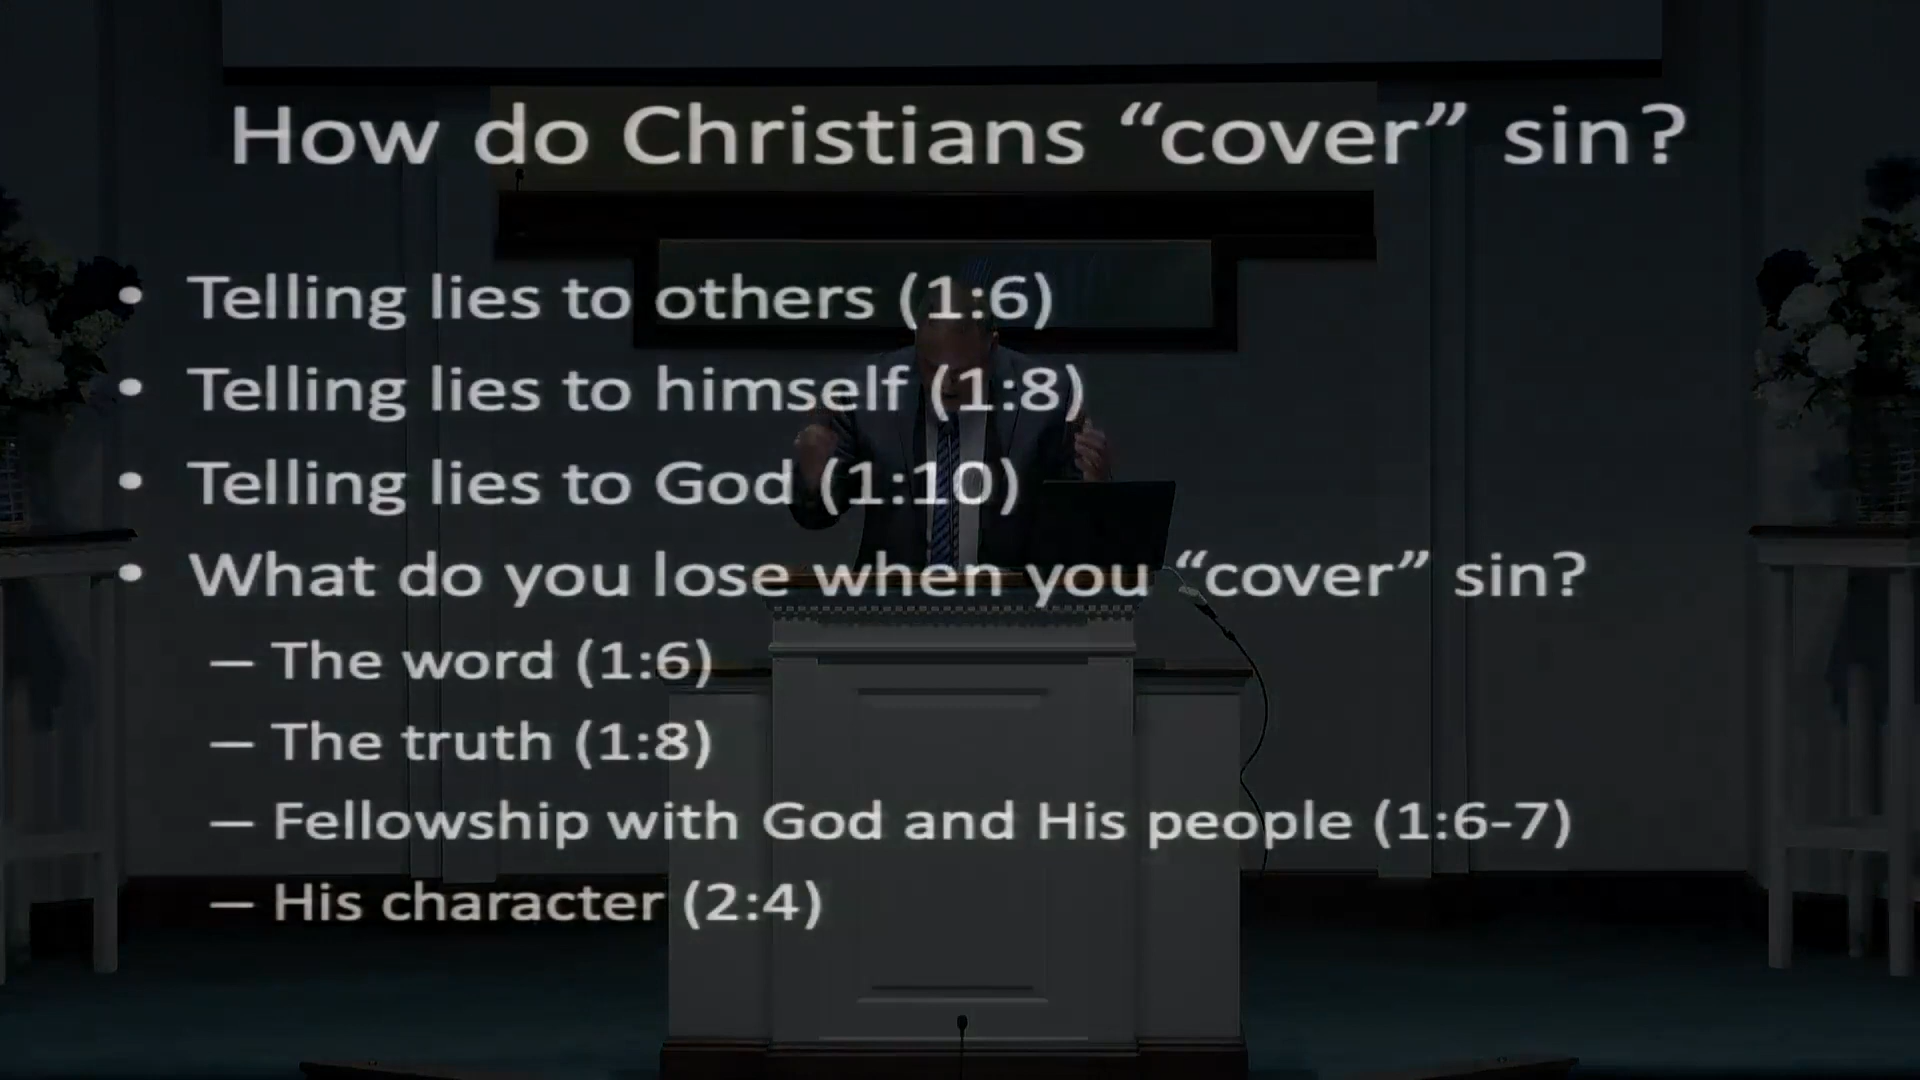 How do Christians “cover” sin?
• Telling lies to others (1:6)
• Telling lies to himself (1:8)
• Telling lies to God (1:10)
• What do you lose when you “cover” sin?
– The word (1:6)
– The truth (1:8)
– Fellowship with God and His people (1:6-7)
– His character (2:4)